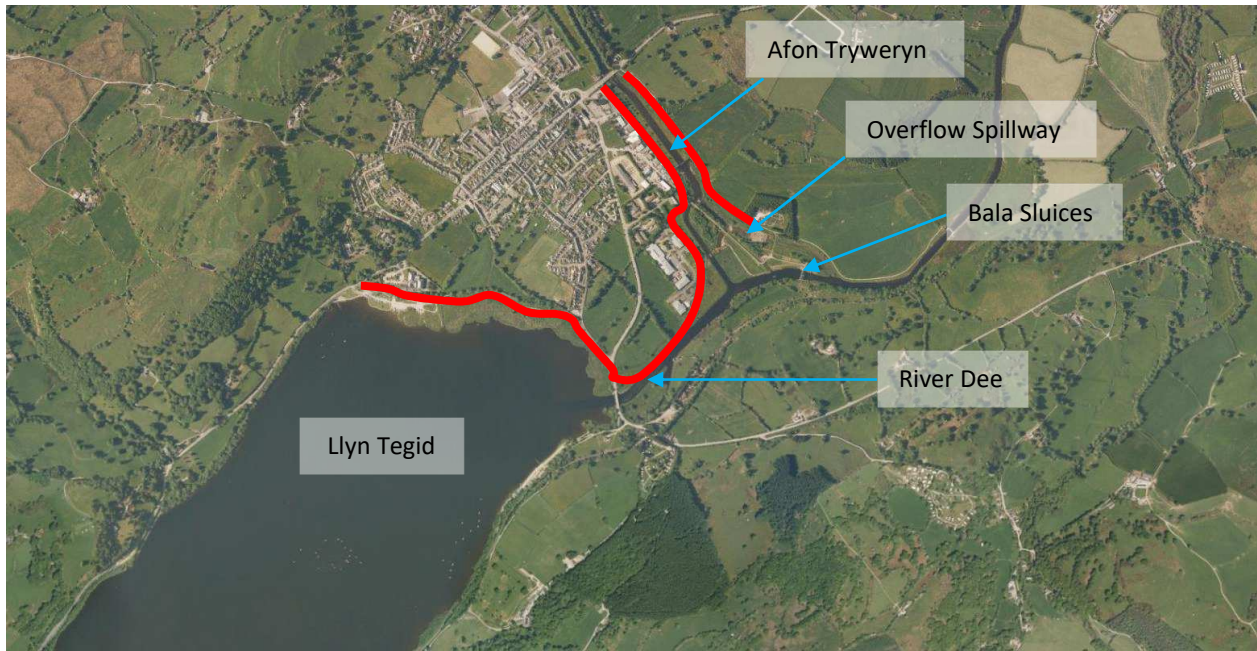 Afon Tryweryn
Overflow Spillway
Bala Sluices
River Dee
Llyn Tegid